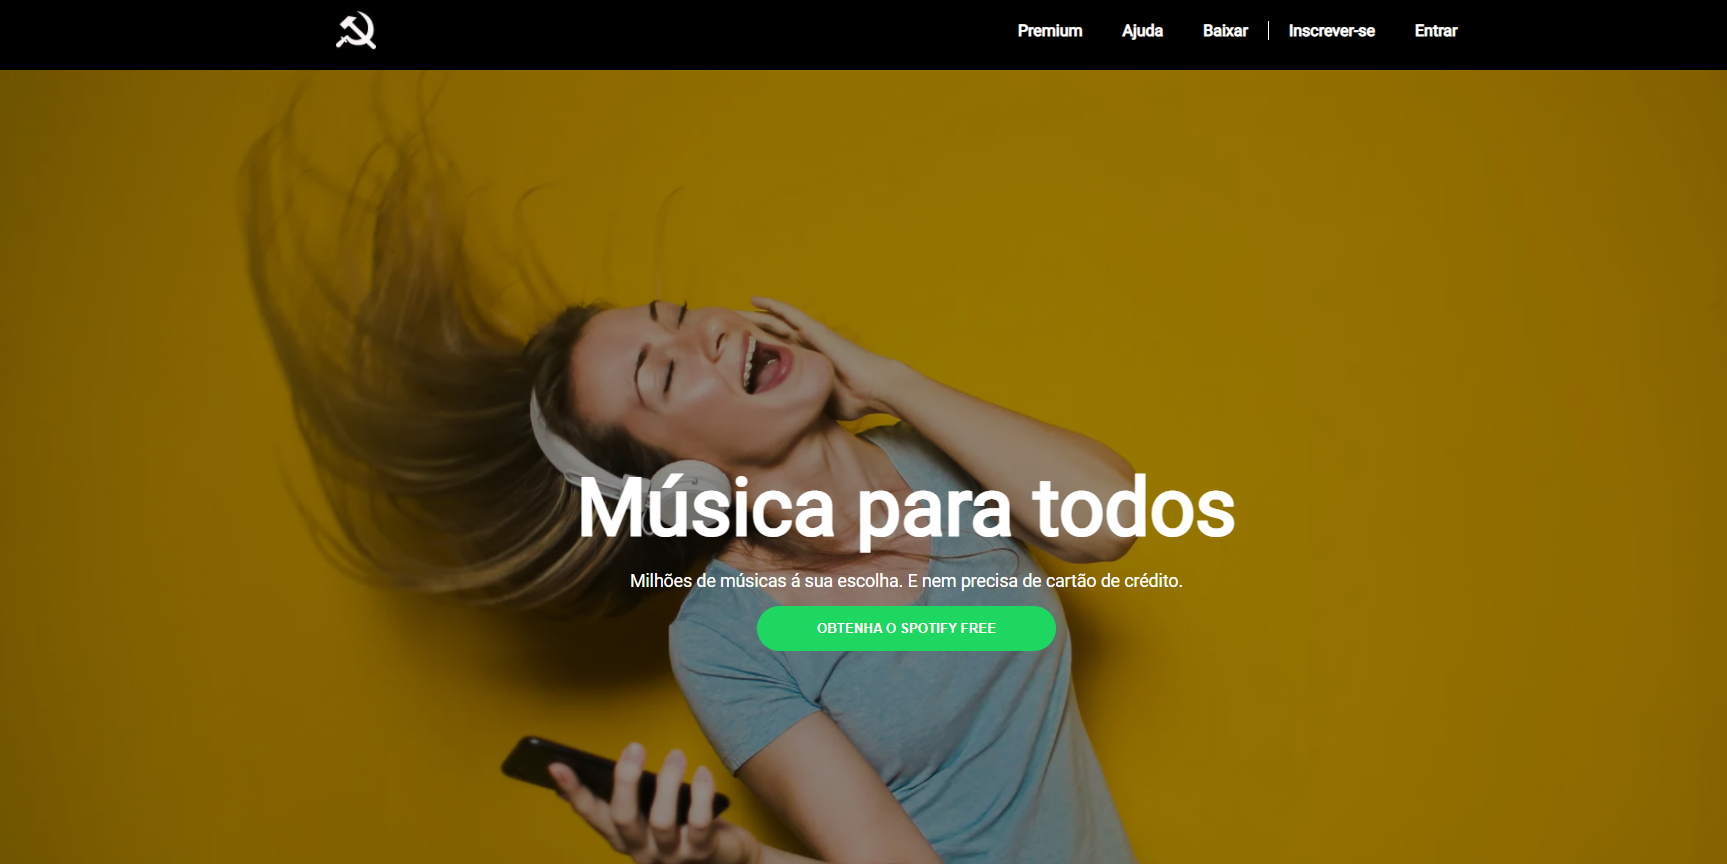 Premium Ajuda Baixar Inscrever-se Entrar
Música para todos
Milhões de músicas á sua escolha. E nem precisa de cartão de crédito.
OBTENHA O SPOTIFY FREE